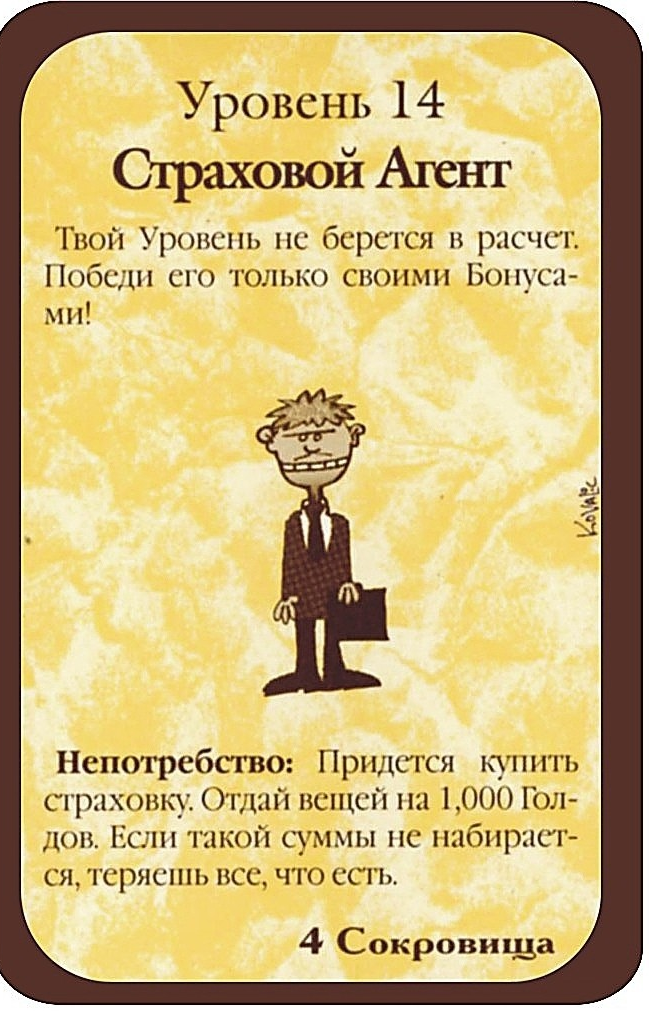 Уровень 14
Страховой Агент
Твой Уровень не берется в расчет.
Победи его только своими Бонуса-
ми!
Kovalic
Непотребство: Придется купить
страховку. Отдай вещей на 1,000 Гол-
дов. Если такой суммы не набирает-
ся, теряешь все, что есть.
4 Сокровища